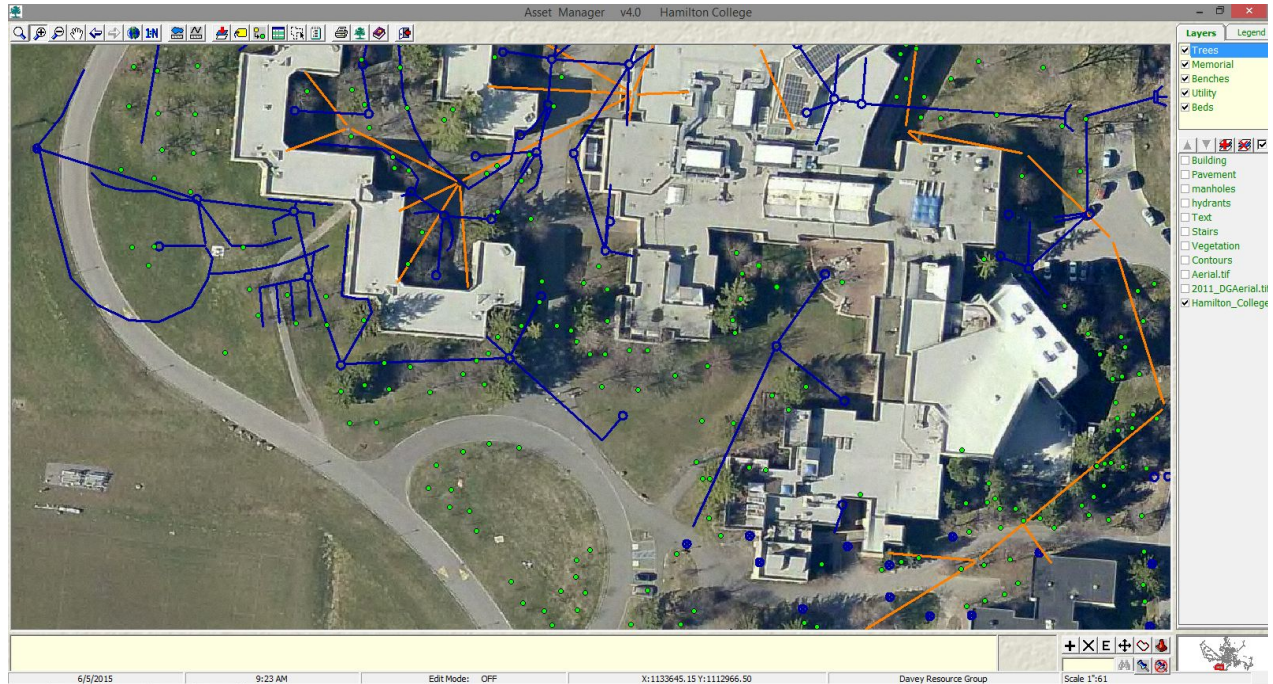 Asset Manager v4.0 Hamilton College
1:N
Layers Legend
Trees
Memorial
Benches
Utility
Beds
Building
Pavement
manholes
hydrants
Text
Stairs
Vegetation
Contours
Aerial.tif
2011_DGAerial.tif
Hamilton_College
E
6/5/2015 9:23 AM Edit Mode: OFF X:1133645.15 Y:1112966.50 Davey Resource Group Scale 1":61